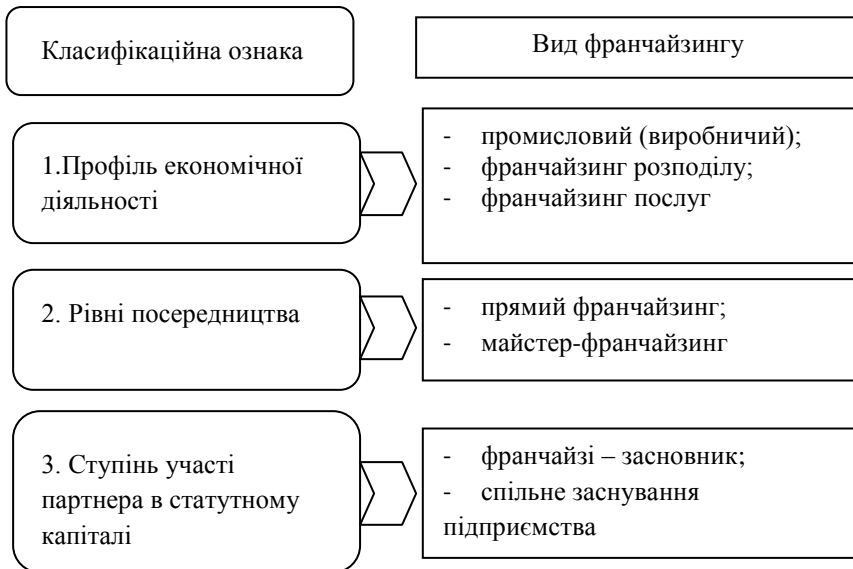 Класифікаційна ознака
Вид франчайзингу
1.Профіль економічної
діяльності
- промисловий (виробничий);
- франчайзинг розподілу;
- франчайзинг послуг
2. Рівні посередництва
- прямий франчайзинг;
- майстер-франчайзинг
3. Ступінь участі
партнера в статутному
капіталі
- франчайзі – засновник;
- спільне заснування
підприємства